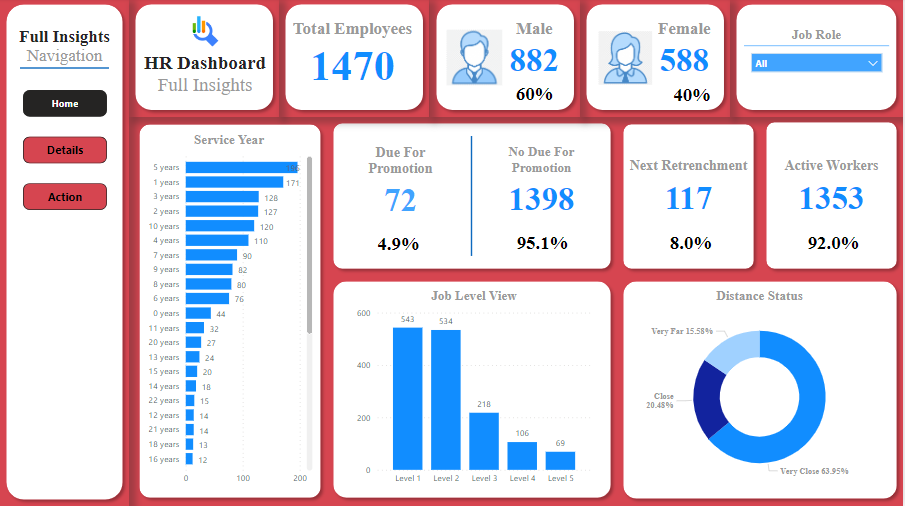 Full Insights
Navigation
Home
Details
Action
HR Dashboard
Full Insights
Total Employees
1470
Male
882
60%
Female
588
40%
Job Role
All
Service Year
5 years
1 years 171
3 years 128
2 years 127
10 years 120
4 years 110
7 years 90
9 years 82
8 years 80
6 years 76
0 years 44
11 years 32
20 years 27
13 years 24
15 years 20
14 years 18
22 years 15
12 years 14
21 years 14
18 years 13
16 years 12
0 100 200
Due For
Promotion
72
4.9%
No Due For
Promotion
1398
95.1%
Next Retrenchment
117
8.0%
Active Workers
1353
92.0%
Job Level View
600
400
200
0
543
534
218
106
69
Level 1 Level 2 Level 3 Level 4 Level 5
Distance Status
Very Far 15.58%
Close
20.48%
Very Close 63.95%